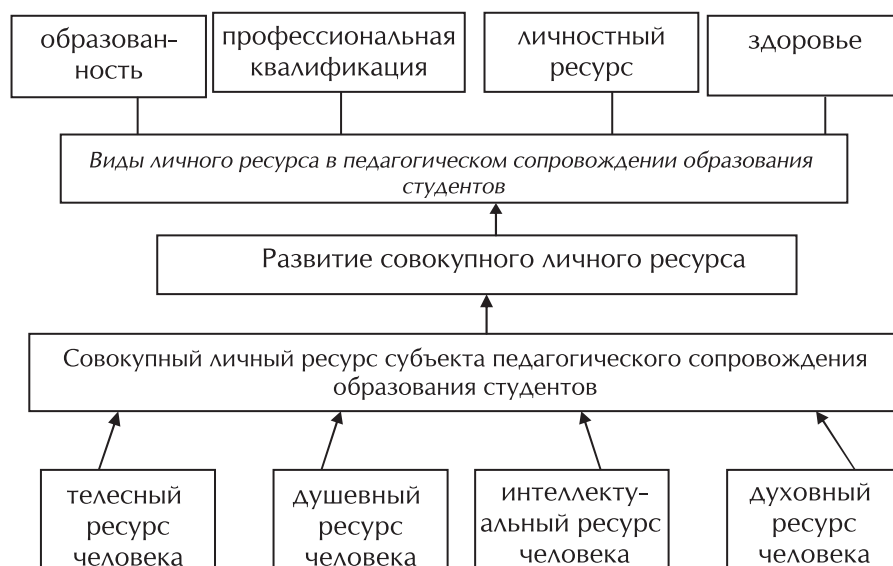 образован-
ность
профессиональная
квалификация
личностный
ресурс
здоровье
Виды личного ресурса в педагогическом сопровождении образования
студентов
Развитие совокупного личного ресурса
Совокупный личный ресурс субъекта педагогического сопровождения
образования студентов
телесный
ресурс
человека
душевный
ресурс
человека
интеллекту-
альный ресурс
человека
духовный
ресурс
человека